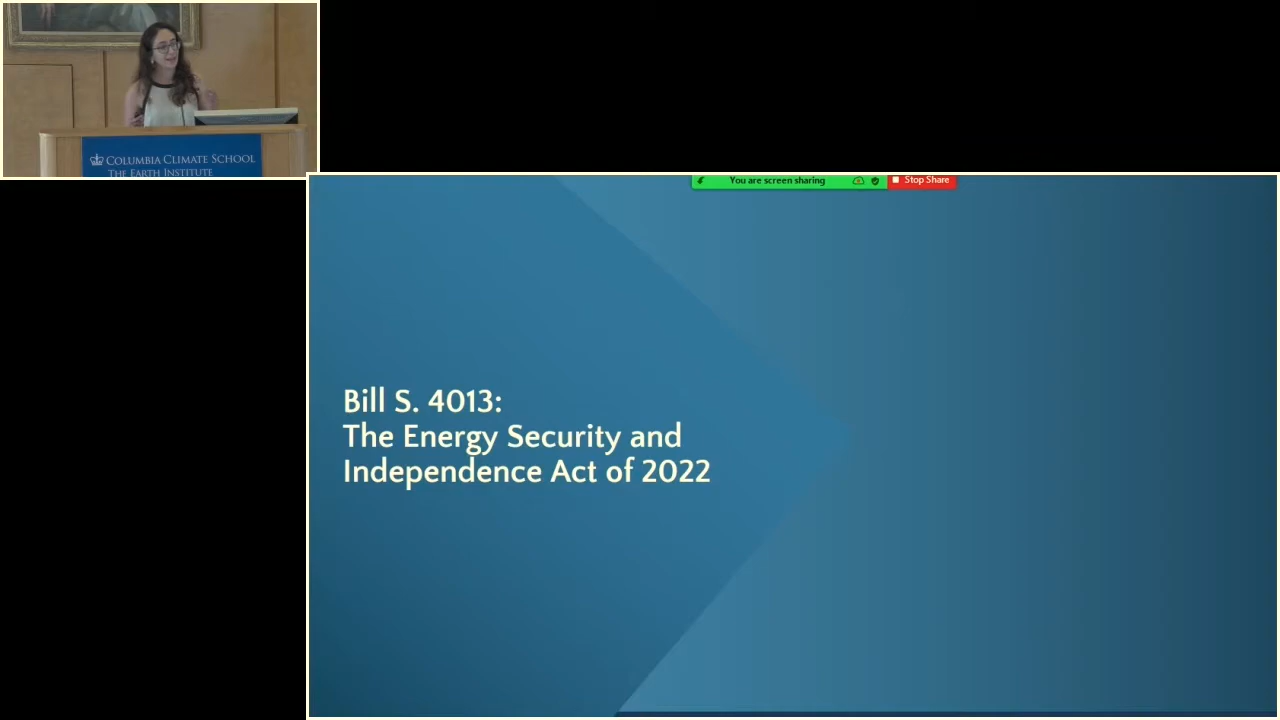 COLUMBIA CLIMATE SCHOOL
THE EARTH INSTITUTE
You are screen sharing
Stop Share
Bill S. 4013:
The Energy Security and
Independence Act of 2022